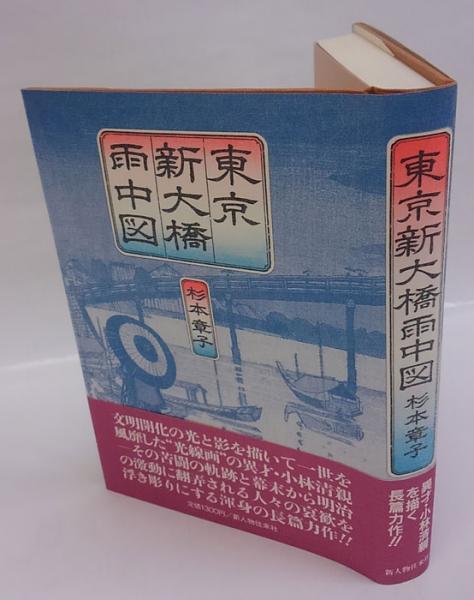 東京
新大橋
雨中図
杉本章子
文明開化の光と影を描いて一世を
風靡した“光線画”の異才・小林清親
―その苦闘の軌跡と幕末から明治
の激動に翻弄される人々の哀歓を
浮き彫りにする渾身の長篇力作!!
定価1300円/新人物往来社
東京新大橋雨中図
杉本章子
異才・小林清親
を描く
長篇力作!!
新人物往来社